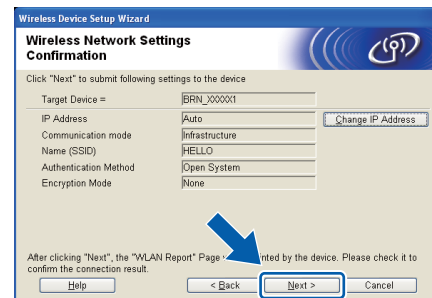 Wireless Device Setup Wizard
Wireless Network Settings
Confirmation
Click "Next" to submit following settings to the device
Target Device = BRN_XXXXX1
IP Address Auto Change IP Address
Communication mode Infrastructure
Name (SSID) HELLO
Authentication Method Open System
Encryption Mode None
After clicking "Next", the "WLAN Report" Page nted by the device. Please check it to
confirm the connection result.
Help < Back Next > Cancel